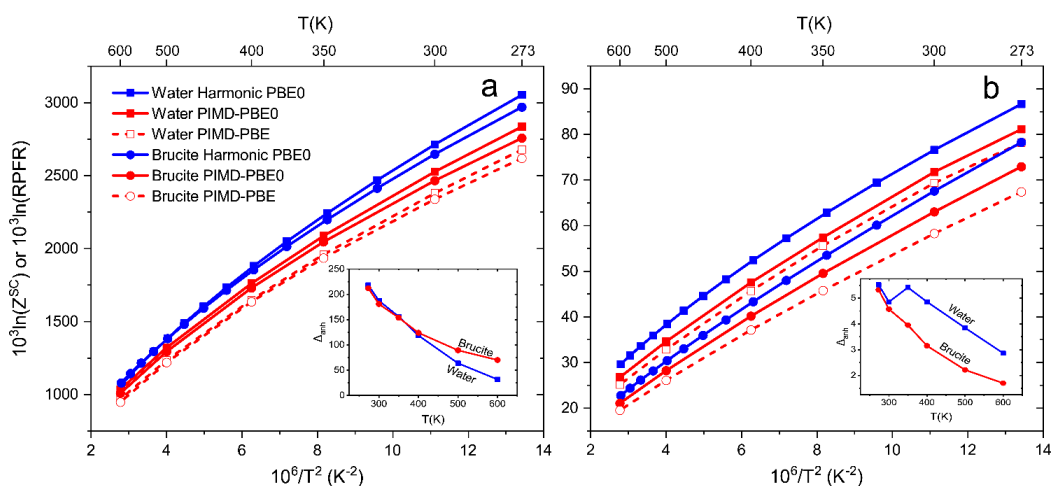 T(K)
600 500 400 350 300 273
a
Water Harmonic PBE0
Water PIMD-PBE0
Water PIMD-PBE
Brucite Harmonic PBE0
Brucite PIMD-PBE0
Brucite PIMD-PBE
10³ln(Z^SC) or 10³ln(RPFR)
3000
2500
2000
1500
1000
250
200
150
100
50
0
Δanh
Brucite
Water
300 400 500 600
T(K)
2 4 6 8 10 12 14
10⁶/T² (K⁻²)
T(K)
600 500 400 350 300 273
b
90
80
70
60
50
40
30
20
5
4
3
2
Δanh
Water
Brucite
300 400 500 600
T(K)
2 4 6 8 10 12 14
10⁶/T² (K⁻²)